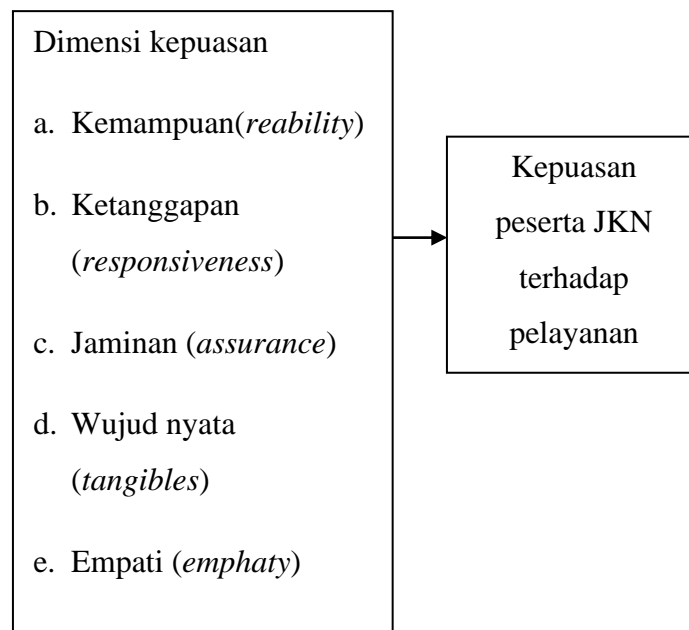 Dimensi kepuasan
a. Kemampuan(reability)
b. Ketanggapan
(responsiveness)
c. Jaminan (assurance)
d. Wujud nyata
(tangibles)
e. Empati (emphaty)
Kepuasan
peserta JKN
terhadap
pelayanan